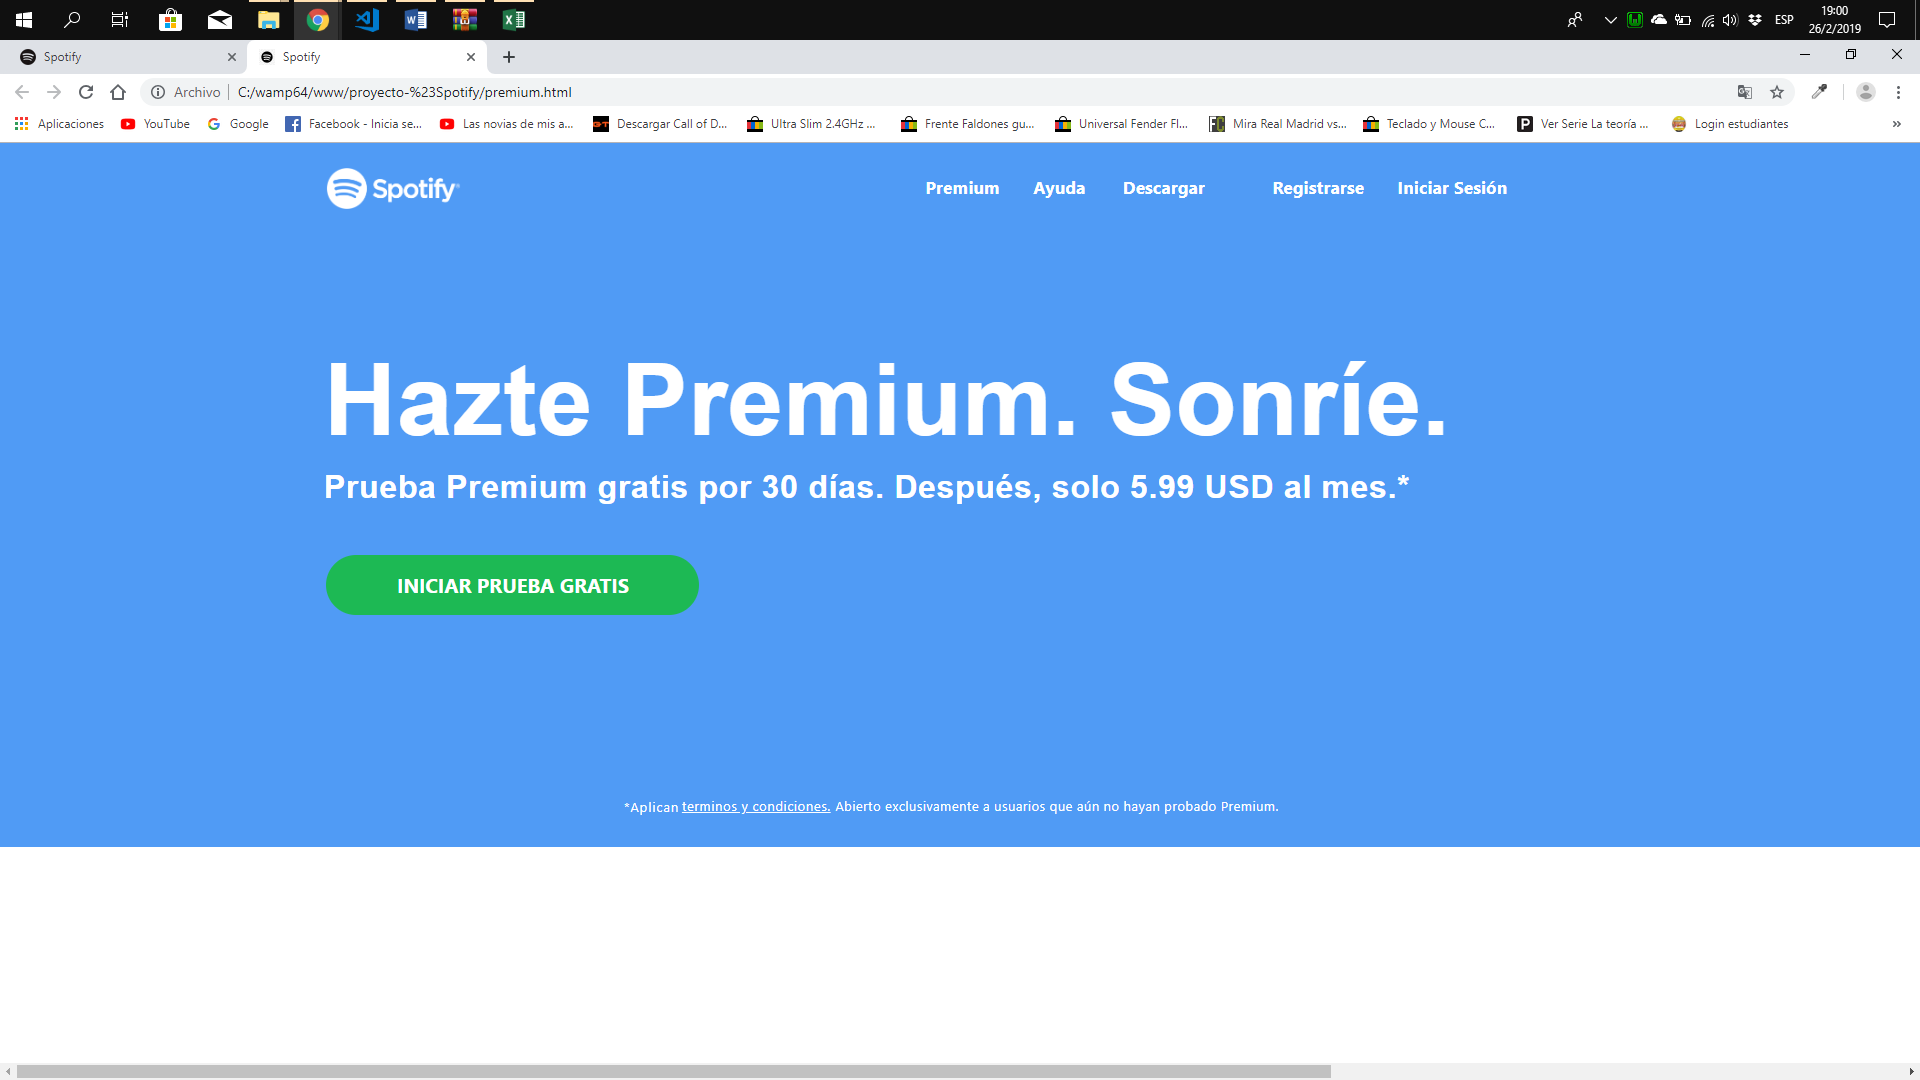 ESP
19:00
26/2/2019
Spotify
Spotify
Archivo
C:/wamp64/www/proyecto-%23Spotify/premium.html
Aplicaciones
YouTube
Google
Facebook - Inicia se...
Las novias de mis a...
Descargar Call of D...
Ultra Slim 2.4GHz ...
Frente Faldones gu...
Universal Fender Fl...
Mira Real Madrid vs...
Teclado y Mouse C...
Ver Serie La teoría ...
Login estudiantes
»
Spotify
Premium
Ayuda
Descargar
Registrarse
Iniciar Sesión
Hazte Premium. Sonríe.
Prueba Premium gratis por 30 días. Después, solo 5.99 USD al mes.*
INICIAR PRUEBA GRATIS
*Aplican terminos y condiciones. Abierto exclusivamente a usuarios que aún no hayan probado Premium.